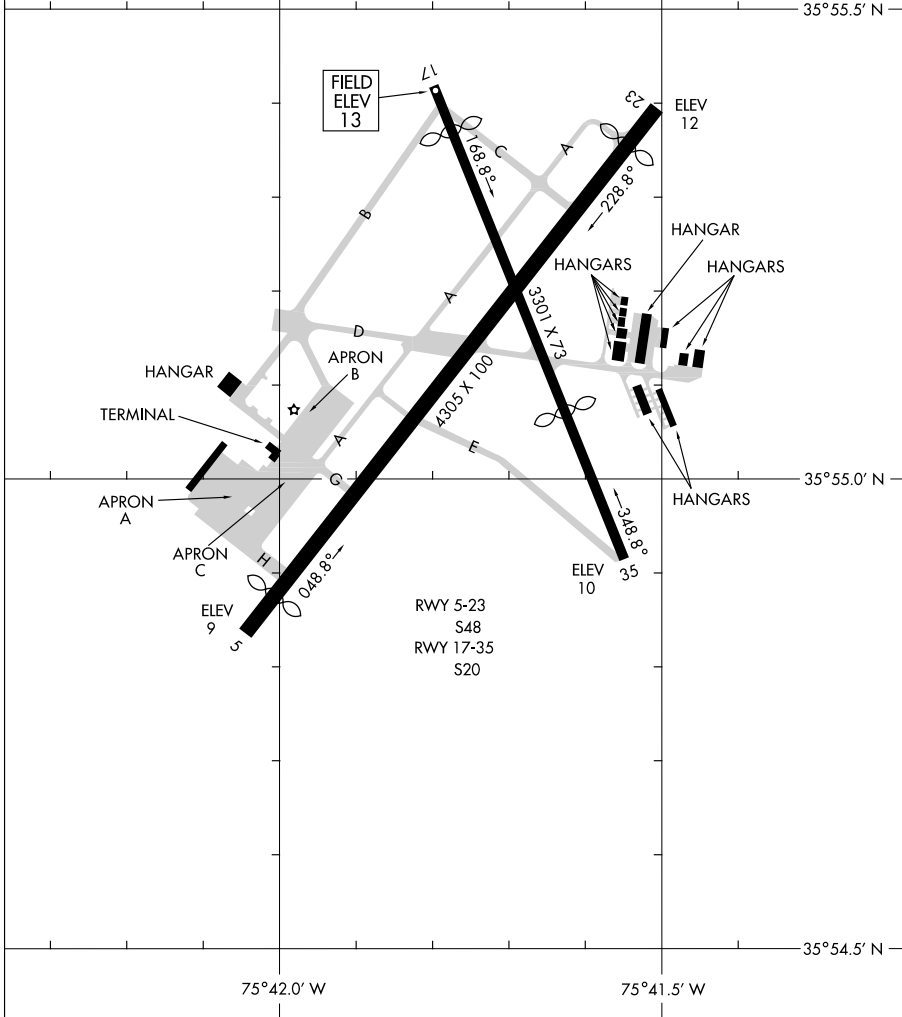 35°55.5' N
17
FIELD
ELEV
13
23
ELEV
12
A
C
168.8°
228.8°
B
HANGAR
HANGARS
HANGARS
A
3301 X 73
D
APRON
B
HANGAR
4305 X 100
TERMINAL
A
E
G
35°55.0' N
APRON
A
HANGARS
348.8°
APRON
C
H
048.8°
ELEV
10
35
ELEV
9
5
RWY 5-23
S48
RWY 17-35
S20
35°54.5' N
75°42.0' W
75°41.5' W